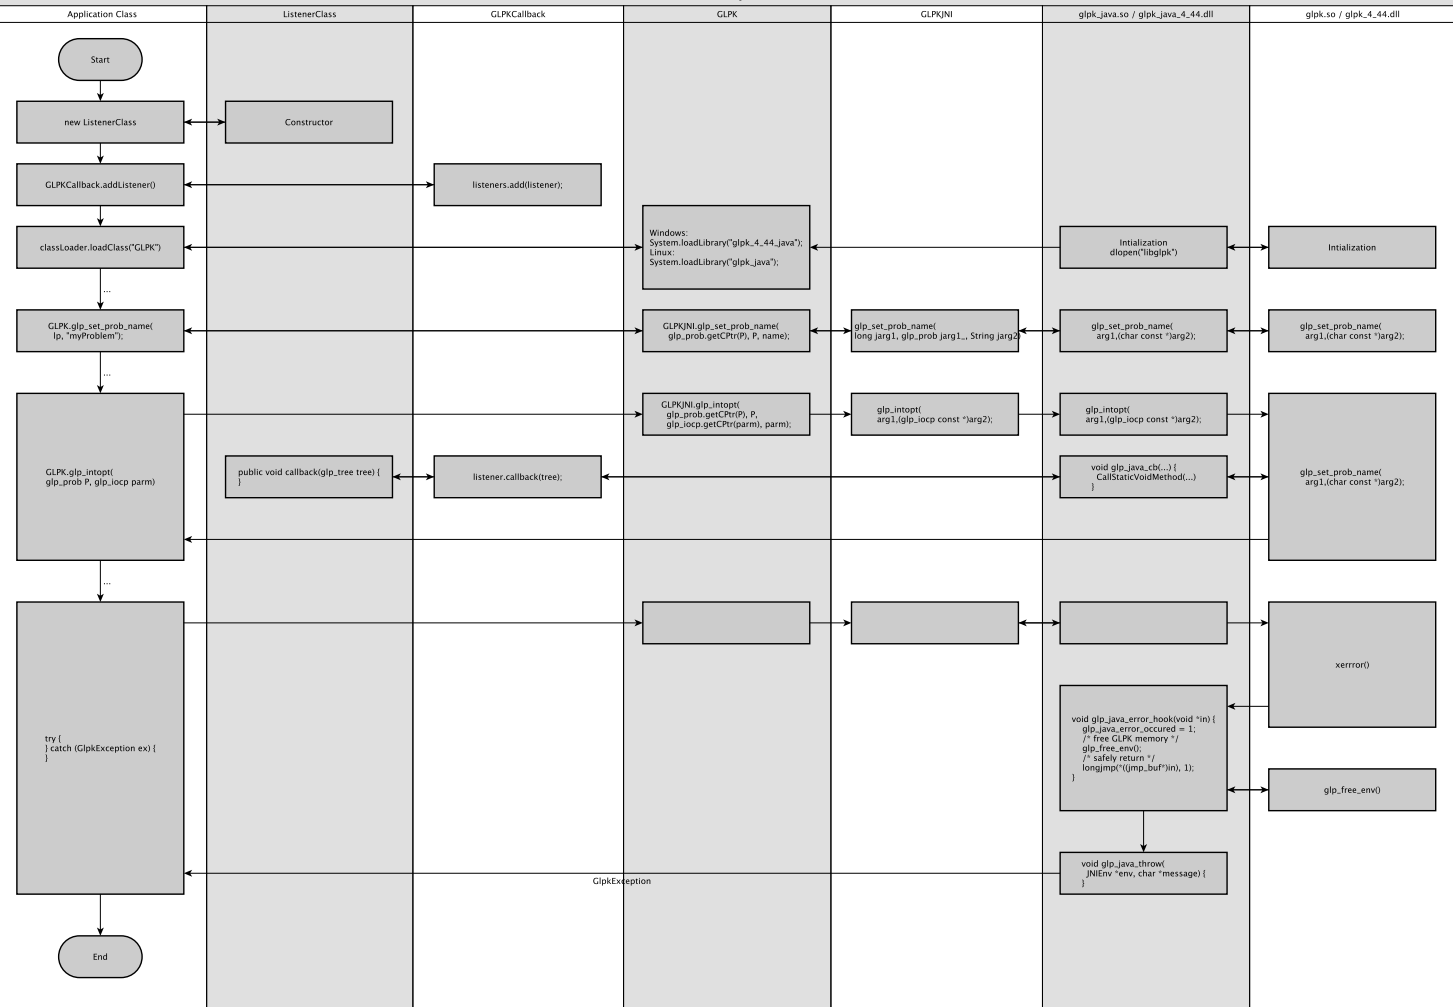 Application Class
ListenerClass
GLPKCallback
GLPK
GLPKJNI
glpk_java.so / glpk_java_4_44.dll
glpk.so / glpk_4_44.dll
Start
new ListenerClass
Constructor
GLPKCallback.addListener()
listeners.add(listener);
classLoader.loadClass("GLPK")
Windows:
System.loadLibrary("glpk_4_44_java");
Linux:
System.loadLibrary("glpk_java");
Intialization
dlopen("libglpk")
Intialization
...
GLPK.glp_set_prob_name(
lp, "myProblem");
GLPKJNI.glp_set_prob_name(
glp_prob.getCPtr(P), P, name);
glp_set_prob_name(
long jarg1, glp_prob jarg1_, String jarg2)
glp_set_prob_name(
arg1,(char const *)arg2);
glp_set_prob_name(
arg1,(char const *)arg2);
...
GLPK.glp_intopt(
glp_prob P, glp_iocp parm)
GLPKJNI.glp_intopt(
glp_prob.getCPtr(P), P,
glp_iocp.getCPtr(parm), parm);
glp_intopt(
arg1,(glp_iocp const *)arg2);
glp_intopt(
arg1,(glp_iocp const *)arg2);
public void callback(glp_tree tree) {
}
listener.callback(tree);
void glp_java_cb(...) {
CallStaticVoidMethod(...)
}
glp_set_prob_name(
arg1,(char const *)arg2);
...
try {
} catch (GlpkException ex) {
}
xerrror()
void glp_java_error_hook(void *in) {
glp_java_error_occured = 1;
/* free GLPK memory */
glp_free_env();
/* safely return */
longjmp(*((jmp_buf*)in), 1);
}
glp_free_env()
void glp_java_throw(
JNIEnv *env, char *message) {
}
GlpkException
End